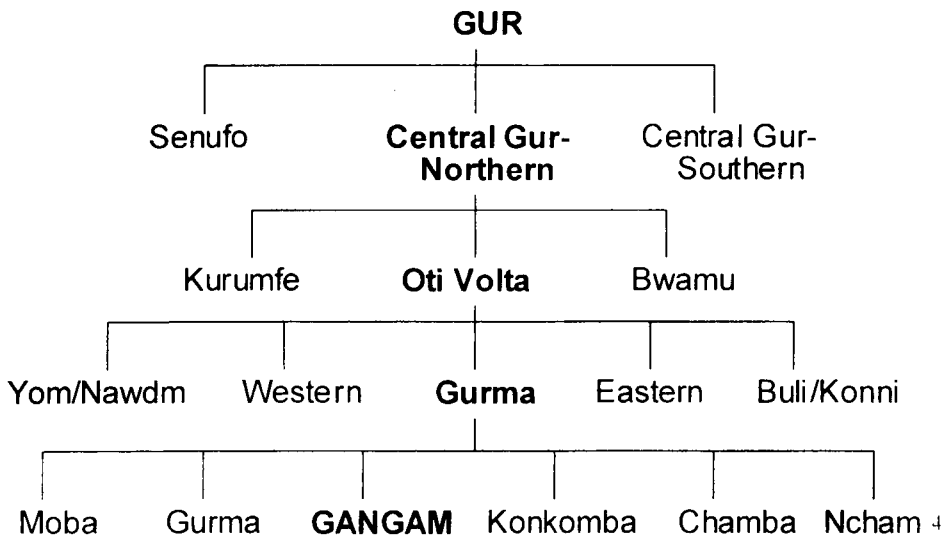 GUR
Senufo Central Gur- Central Gur-
Northern Southern
Kurumfe Oti Volta Bwamu
Yom/Nawdm Western Gurma Eastern Buli/Konni
Moba Gurma GANGAM Konkomba Chamba Ncham 4